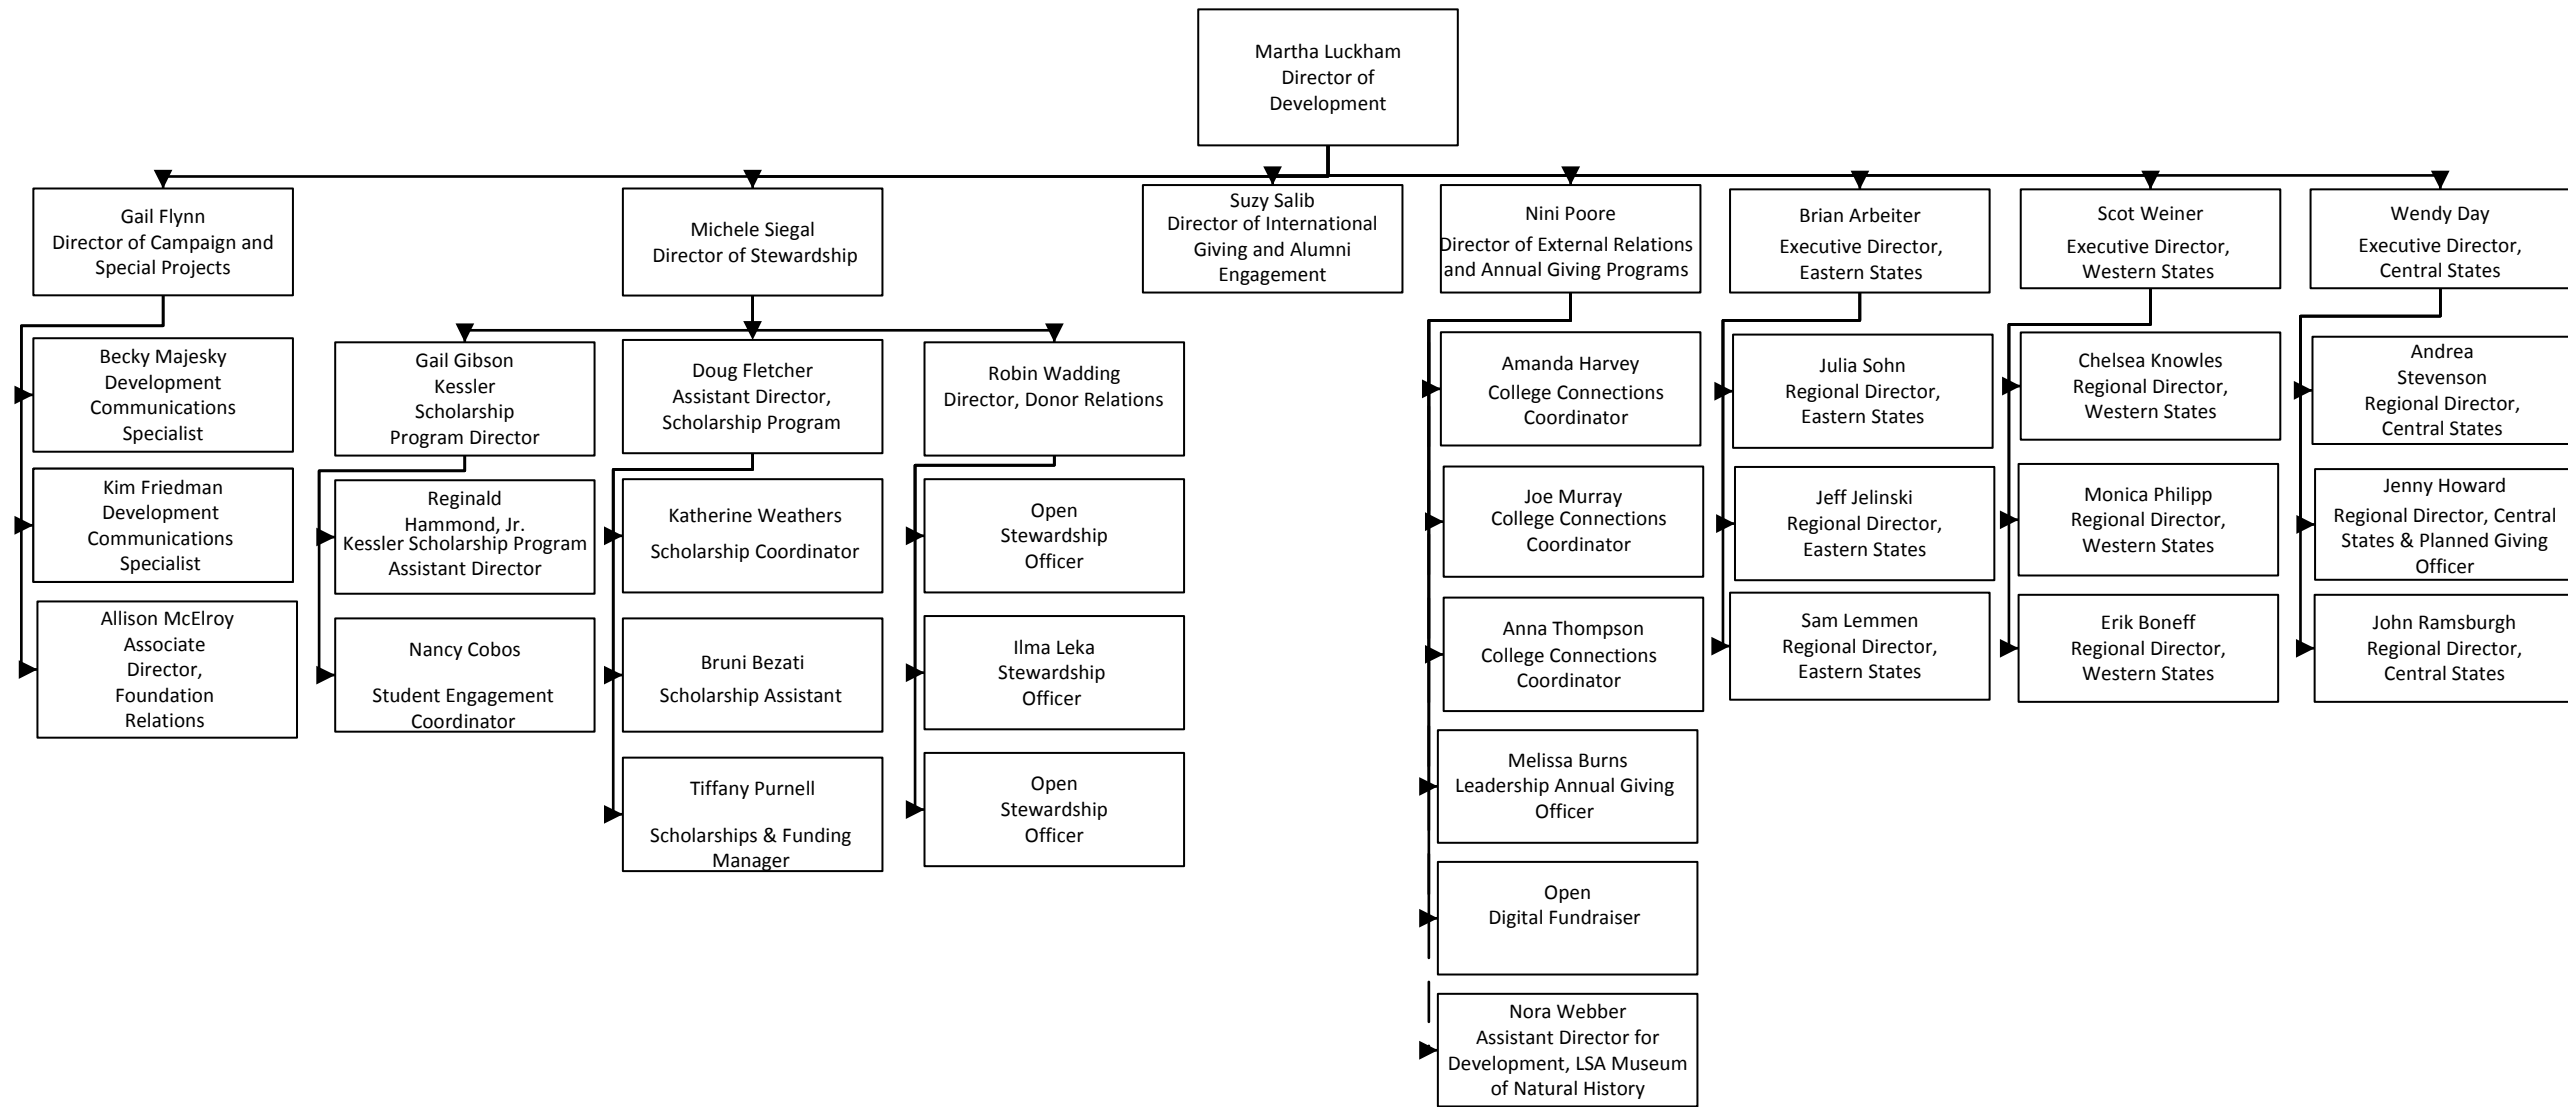 Martha Luckham
Director of
Development
Gail Flynn
Director of Campaign and
Special Projects
Michele Siegal
Director of Stewardship
Suzy Salib
Director of International
Giving and Alumni
Engagement
Nini Poore
Director of External Relations
and Annual Giving Programs
Brian Arbeiter
Executive Director,
Eastern States
Scot Weiner
Executive Director,
Western States
Wendy Day
Executive Director,
Central States
Becky Majesky
Development
Communications
Specialist
Kim Friedman
Development
Communications
Specialist
Allison McElroy
Associate
Director,
Foundation
Relations
Gail Gibson
Kessler
Scholarship
Program Director
Reginald
Hammond, Jr.
Kessler Scholarship Program
Assistant Director
Nancy Cobos
Student Engagement
Coordinator
Doug Fletcher
Assistant Director,
Scholarship Program
Katherine Weathers
Scholarship Coordinator
Bruni Bezati
Scholarship Assistant
Tiffany Purnell
Scholarships & Funding
Manager
Robin Wadding
Director, Donor Relations
Open
Stewardship
Officer
Ilma Leka
Stewardship
Officer
Open
Stewardship
Officer
Amanda Harvey
College Connections
Coordinator
Joe Murray
College Connections
Coordinator
Anna Thompson
College Connections
Coordinator
Melissa Burns
Leadership Annual Giving
Officer
Open
Digital Fundraiser
Nora Webber
Assistant Director for
Development, LSA Museum
of Natural History
Julia Sohn
Regional Director,
Eastern States
Jeff Jelinski
Regional Director,
Eastern States
Sam Lemmen
Regional Director,
Eastern States
Chelsea Knowles
Regional Director,
Western States
Monica Philipp
Regional Director,
Western States
Erik Boneff
Regional Director,
Western States
Andrea
Stevenson
Regional Director,
Central States
Jenny Howard
Regional Director, Central
States & Planned Giving
Officer
John Ramsburgh
Regional Director,
Central States